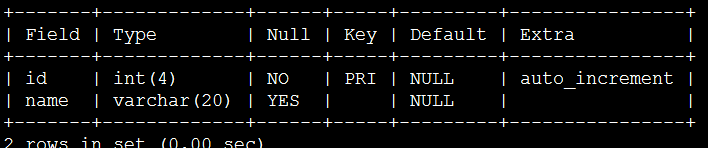 +-------+-------------+------+-----+---------+----------------+
| Field | Type        | Null | Key | Default | Extra          |
+-------+-------------+------+-----+---------+----------------+
| id    | int(4)      | NO   | PRI | NULL    | auto_increment |
| name  | varchar(20) | YES  |     | NULL    |                |
+-------+-------------+------+-----+---------+----------------+
2 rows in set (0.00 sec)